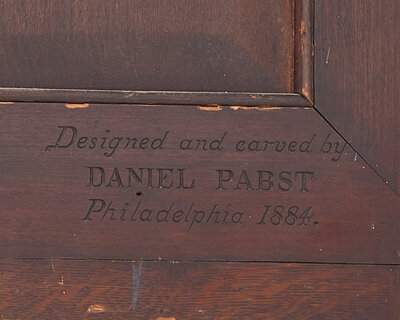 Designed and carved by
DANIEL PABST
Philadelphia 1884.